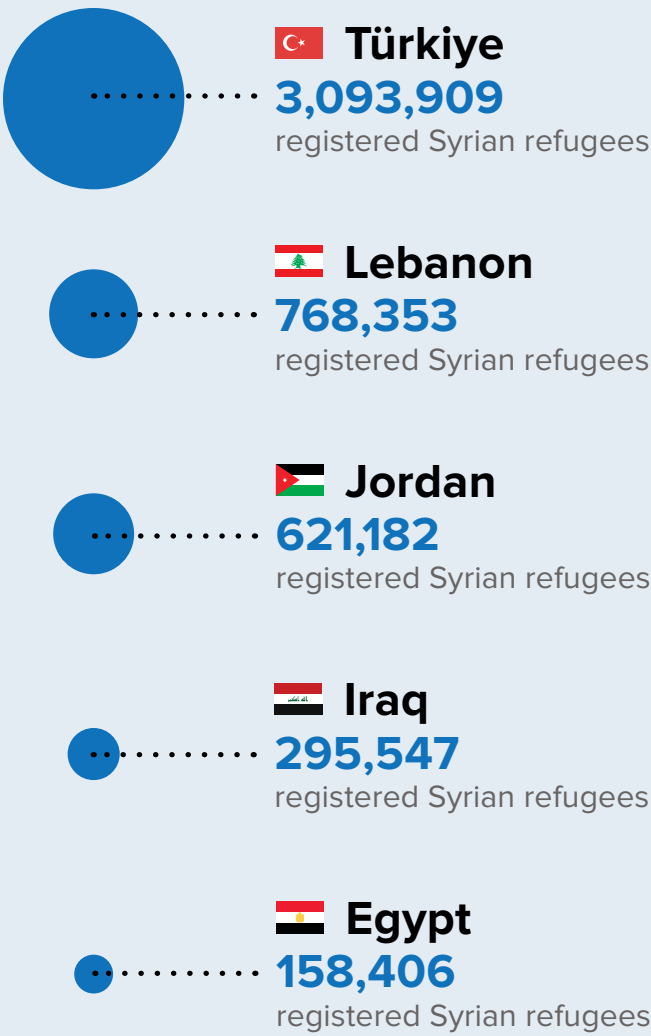 Türkiye
3,093,909
registered Syrian refugees
Lebanon
768,353
registered Syrian refugees
Jordan
621,182
registered Syrian refugees
Iraq
295,547
registered Syrian refugees
Egypt
158,406
registered Syrian refugees